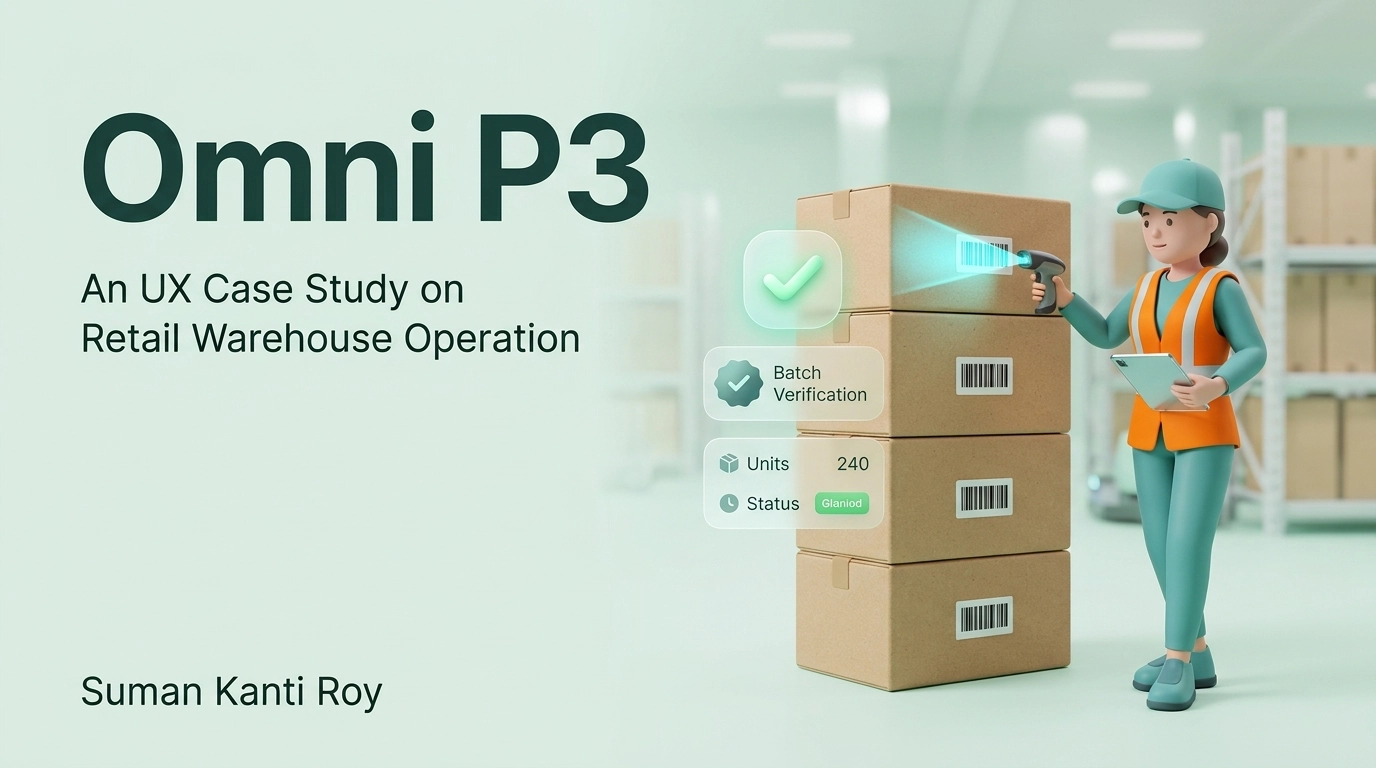 Omni P3
An UX Case Study on
Retail Warehouse Operation
Batch
Verification
Units 240
Status Glaniod
Suman Kanti Roy